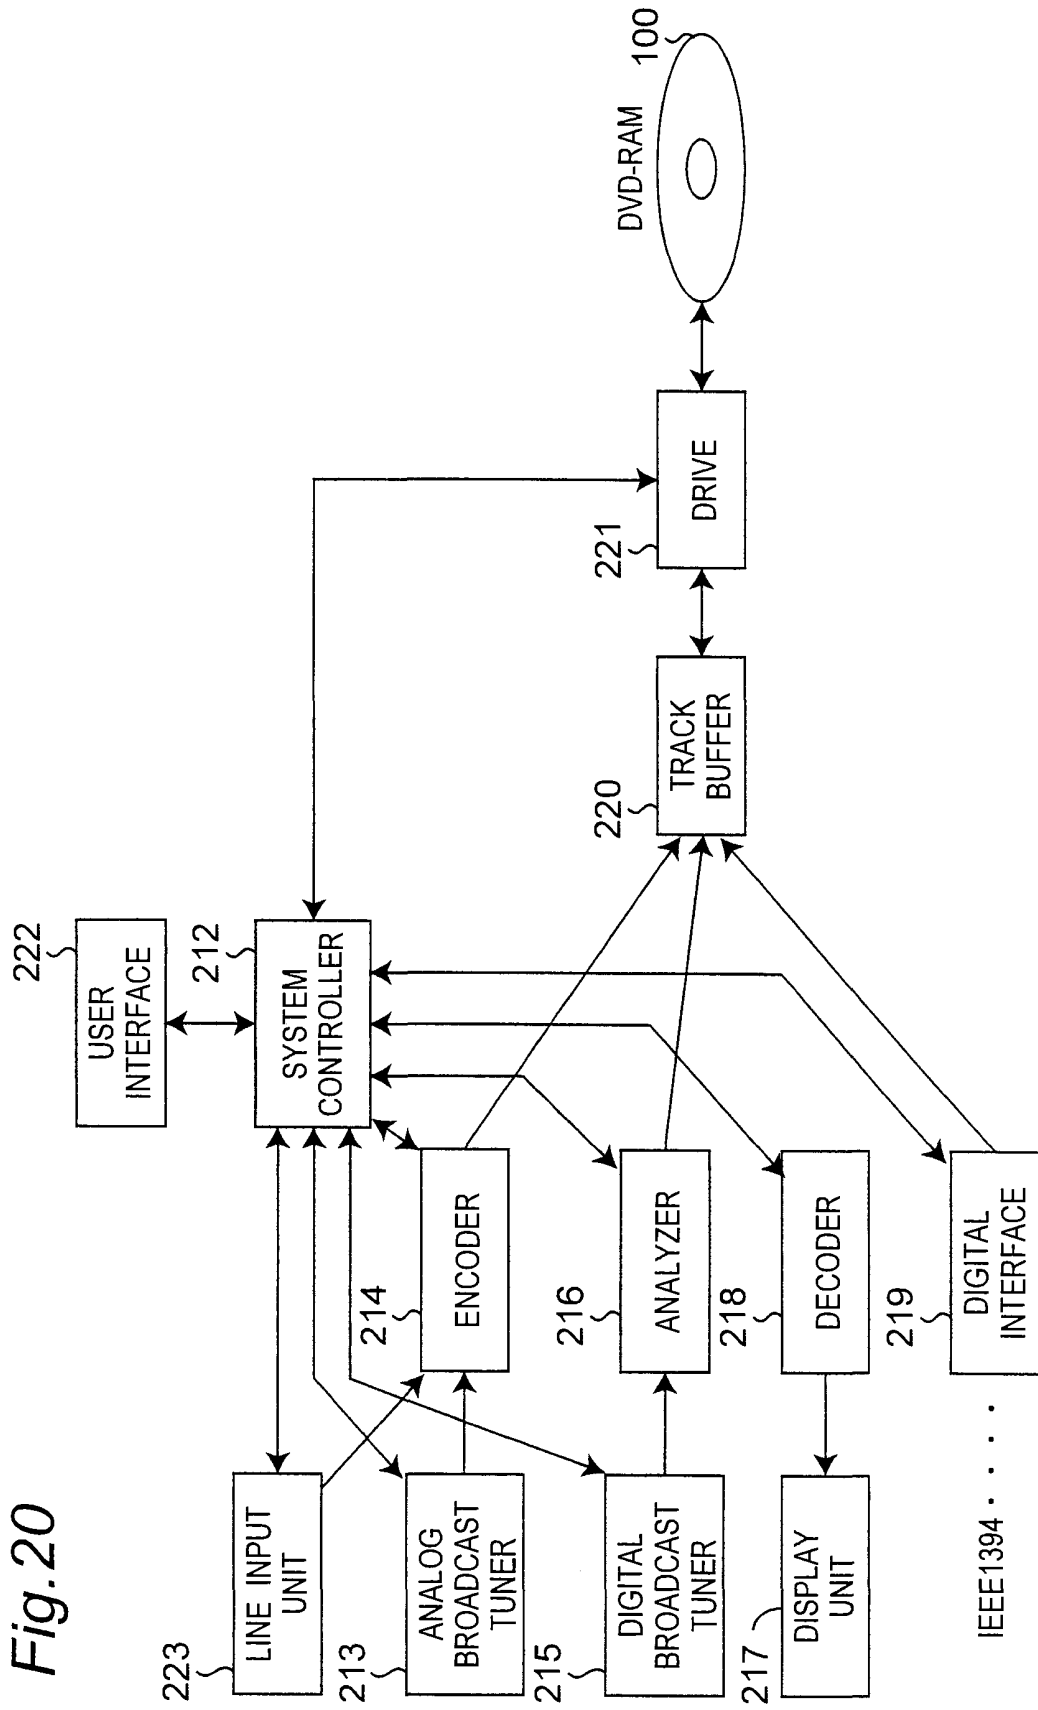 Fig.20
222
USER
INTERFACE
212
SYSTEM
CONTROLLER
223
LINE INPUT
UNIT
213
ANALOG
BROADCAST
TUNER
214
ENCODER
215
DIGITAL
BROADCAST
TUNER
216
ANALYZER
217
DISPLAY
UNIT
218
DECODER
IEEE1394 . . . .
219
DIGITAL
INTERFACE
220
TRACK
BUFFER
221
DRIVE
DVD-RAM
100